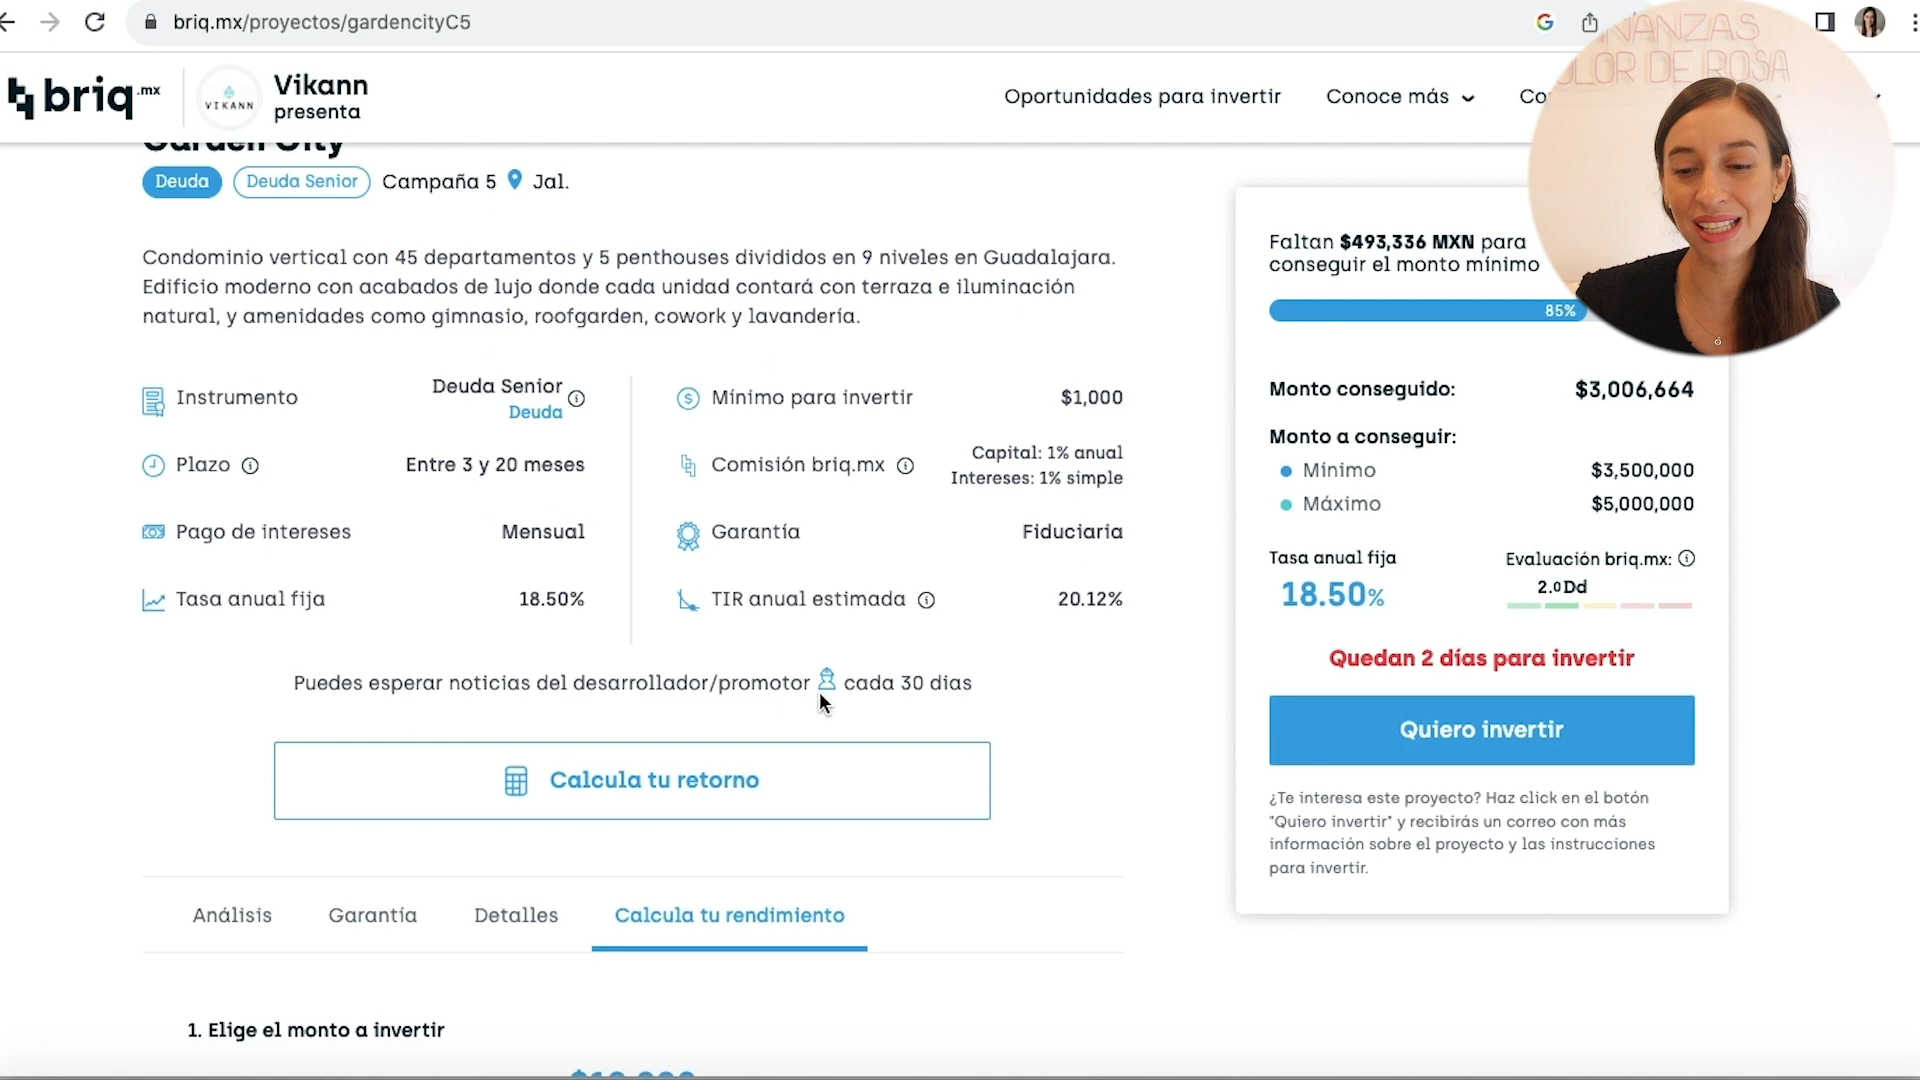 briq.mx/proyectos/gardencityC5
briq.mx
VIKANN
Vikann
presenta
Oportunidades para invertir
Conoce más
FINANZAS
COLOR DE ROSA
Garden City
Deuda
Deuda Senior
Campaña 5
Jal.
Condominio vertical con 45 departamentos y 5 penthouses divididos en 9 niveles en Guadalajara.
Edificio moderno con acabados de lujo donde cada unidad contará con terraza e iluminación
natural, y amenidades como gimnasio, roofgarden, cowork y lavandería.
Instrumento
Deuda Senior
Deuda
Plazo
Entre 3 y 20 meses
Pago de intereses
Mensual
Tasa anual fija
18.50%
Mínimo para invertir
$1,000
Comisión briq.mx
Capital: 1% anual
Intereses: 1% simple
Garantía
Fiduciaria
TIR anual estimada
20.12%
Puedes esperar noticias del desarrollador/promotor cada 30 dias
Calcula tu retorno
Análisis
Garantía
Detalles
Calcula tu rendimiento
1. Elige el monto a invertir
Faltan $493,336 MXN para
conseguir el monto mínimo
85%
Monto conseguido:
$3,006,664
Monto a conseguir:
Mínimo
$3,500,000
Máximo
$5,000,000
Tasa anual fija
18.50%
Evaluación briq.mx:
2.0 Dd
Quedan 2 días para invertir
Quiero invertir
¿Te interesa este proyecto? Haz click en el botón
"Quiero invertir" y recibirás un correo con más
información sobre el proyecto y las instrucciones
para invertir.